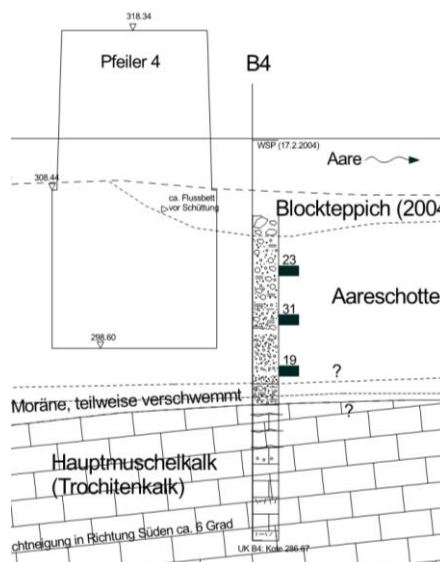 318.34
Pfeiler 4
B4
WSP (17.2.2004)
Aare
308.44
ca. Flussbett
vor Schüttung
Blockteppich (2004
23
Aareschotte
31
298.60
19
?
Moräne, teilweise verschwemmt
?
Hauptmuschelkalk
(Trochitenkalk)
chtneigung in Richtung Süden ca. 6 Grad
UK B4: Kote 286.67